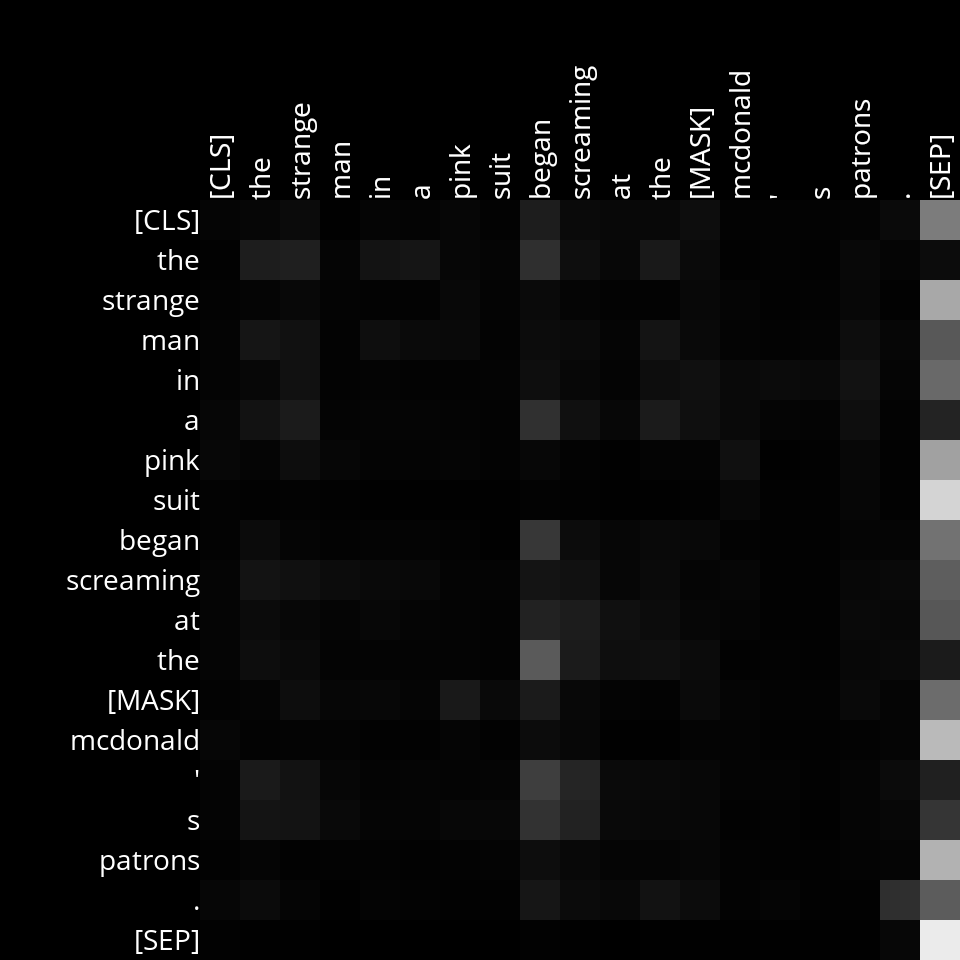 [CLS] the strange man in a pink suit began screaming at the [MASK] mcdonald ' s patrons . [SEP]
[CLS]
the
strange
man
in
a
pink
suit
began
screaming
at
the
[MASK]
mcdonald
'
s
patrons
.
[SEP]